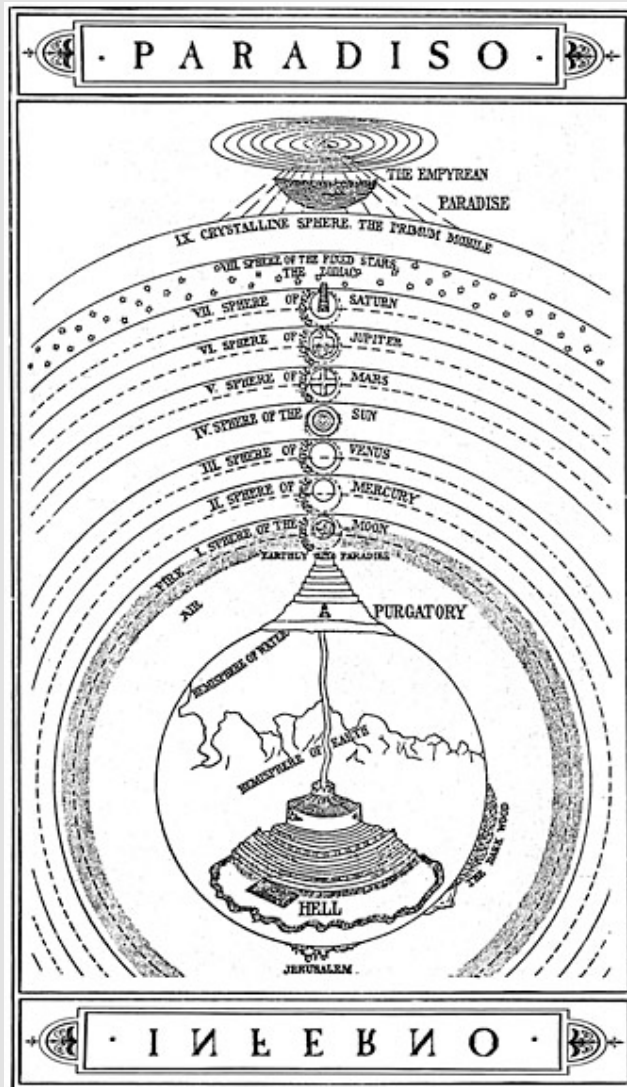 · PARADISO ·
THE EMPYREAN
PARADISE
IX. CRYSTALLINE SPHERE. THE PRIMUM MOBILE
VIII. SPHERE OF THE FIXED STARS.
THE ZODIAC
VII. SPHERE OF SATURN
VI. SPHERE OF JUPITER
V. SPHERE OF MARS
IV. SPHERE OF THE SUN
III. SPHERE OF VENUS
II. SPHERE OF MERCURY
I. SPHERE OF THE MOON
EARTHLY PARADISE
FIRE
AIR
PURGATORY
HEMISPHERE OF WATER
HEMISPHERE OF EARTH
THE DARK WOOD
HELL
JERUSALEM.
· INFERNO ·